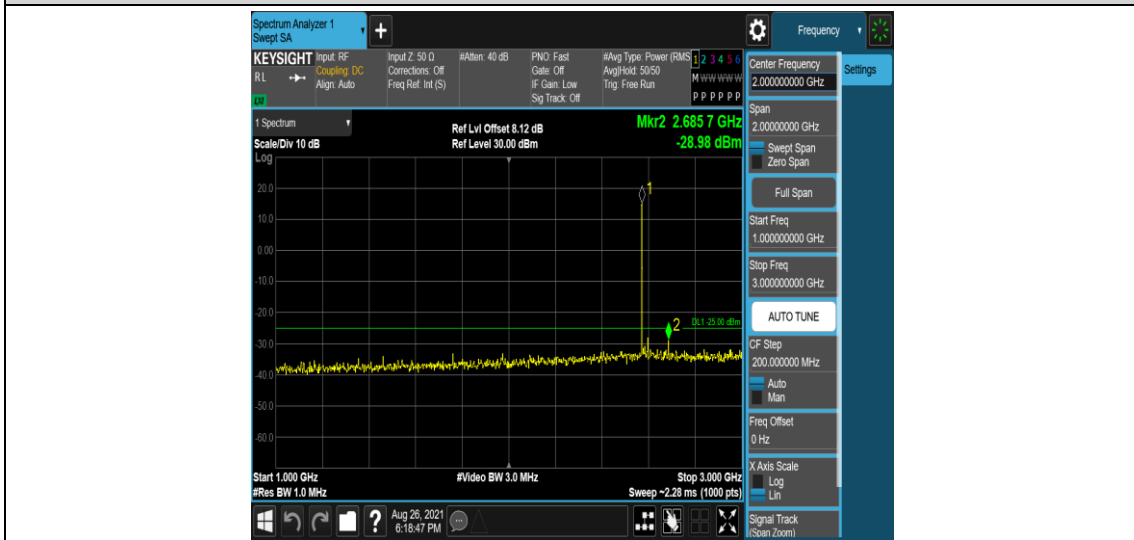 Spectrum Analyzer 1
Swept SA
+
Frequency
KEYSIGHT
RL
LXI
Input: RF
Coupling: DC
Align: Auto
Input Z: 50 Ω
Corrections: Off
Freq Ref: Int (S)
#Atten: 40 dB
PNO: Fast
Gate: Off
IF Gain: Low
Sig Track: Off
#Avg Type: Power (RMS
Avg|Hold: 50/50
Trig: Free Run
1 2 3 4 5 6
M W W W W W
P P P P P P
1 Spectrum
Scale/Div 10 dB
Log
Ref Lvl Offset 8.12 dB
Ref Level 30.00 dBm
Mkr2 2.685 7 GHz
-28.98 dBm
20.0
10.0
0.00
-10.0
-20.0
-30.0
-40.0
-50.0
-60.0
1
2
DL1 -25.00 dBm
Start 1.000 GHz
#Res BW 1.0 MHz
#Video BW 3.0 MHz
Stop 3.000 GHz
Sweep ~2.28 ms (1000 pts)
?
Aug 26, 2021
6:18:47 PM
Center Frequency
2.000000000 GHz
Settings
Span
2.00000000 GHz
Swept Span
Zero Span
Full Span
Start Freq
1.000000000 GHz
Stop Freq
3.000000000 GHz
AUTO TUNE
CF Step
200.000000 MHz
Auto
Man
Freq Offset
0 Hz
X Axis Scale
Log
Lin
Signal Track
(Span Zoom)